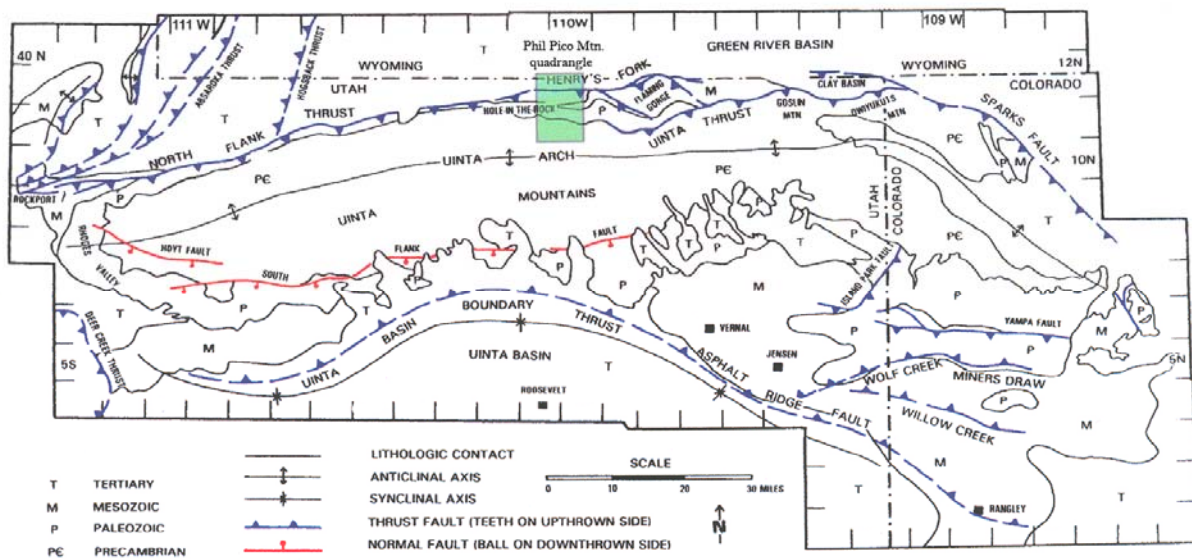 111 W
110 W
109 W
40 N
T
Phil Pico Mtn.
quadrangle
GREEN RIVER BASIN
12N
WYOMING
UTAH
HENRY'S FORK
WYOMING
COLORADO
ABSAROKA THRUST
HOGSBACK THRUST
M
T
T
T
HOLE-IN-THE-ROCK
P
FLAMING
GORGE
M
GOSLIN
MTN
CLAY BASIN
OWIYUKUTS
MTN
SPARKS
FAULT
NORTH FLANK THRUST
UINTA THRUST
UINTA ARCH
PЄ
PЄ
PЄ
P
M
10N
ROCKPORT
P
M
MOUNTAINS
UINTA
UTAH
COLORADO
T
RHODES
VALLEY
HOYT FAULT
SOUTH FLANK FAULT
T
T
T
T
P
T
P
PЄ
P
P
P
P
T
T
M
P
ISLAND PARK FAULT
P
YAMPA FAULT
P
M
P
DEER CREEK THRUST
5S
M
UINTA BASIN BOUNDARY THRUST
VERNAL
JENSEN
P
WOLF CREEK
MINERS DRAW
5N
UINTA BASIN
T
ASPHALT RIDGE FAULT
P
ROOSEVELT
WILLOW CREEK
M
M
T
T
RANGLEY
T TERTIARY
M MESOZOIC
P PALEOZOIC
PЄ PRECAMBRIAN
LITHOLOGIC CONTACT
ANTICLINAL AXIS
SYNCLINAL AXIS
THRUST FAULT (TEETH ON UPTHROWN SIDE)
NORMAL FAULT (BALL ON DOWNTHROWN SIDE)
SCALE
0 10 20 30 MILES
N